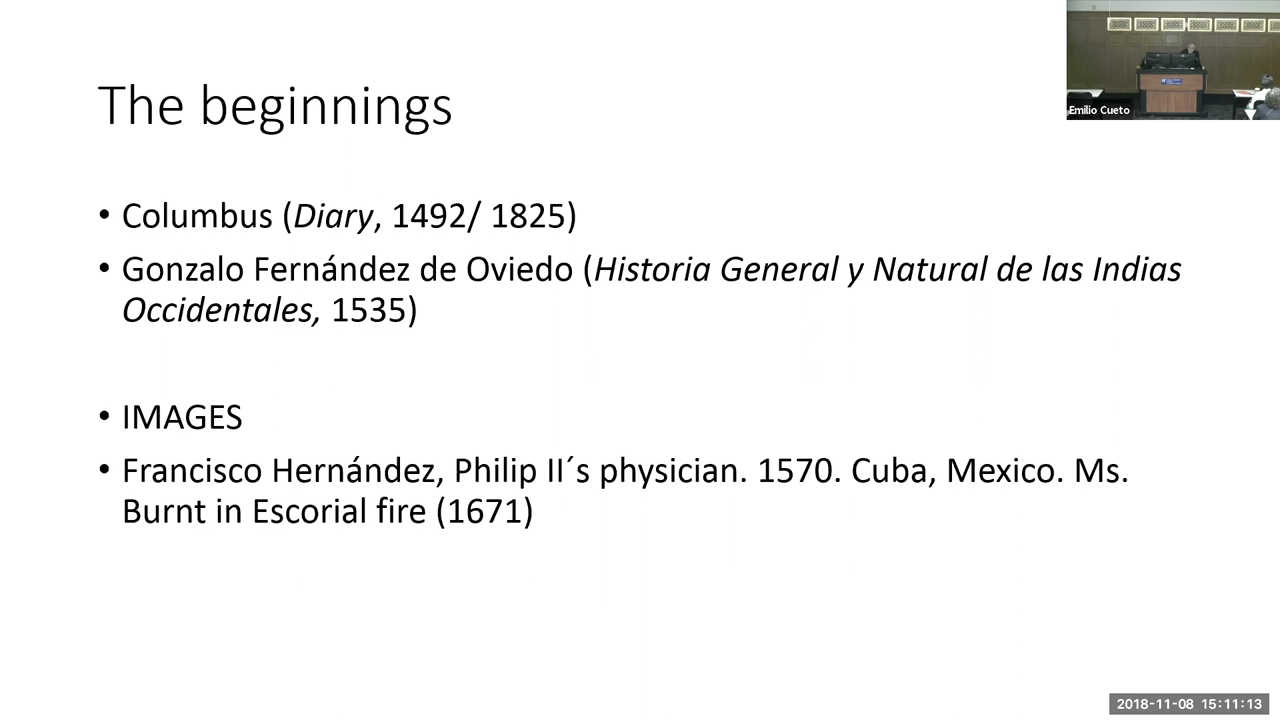 The beginnings
• Columbus (Diary, 1492/ 1825)
• Gonzalo Fernández de Oviedo (Historia General y Natural de las Indias
Occidentales, 1535)
• IMAGES
• Francisco Hernández, Philip II´s physician. 1570. Cuba, Mexico. Ms.
Burnt in Escorial fire (1671)
Emilio Cueto
2018-11-08 15:11:13